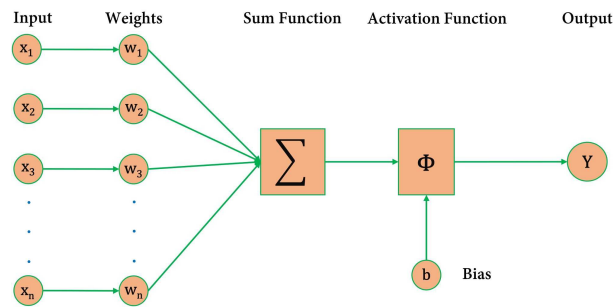 Input Weights Sum Function Activation Function Output
x1 w1
x2 w2
x3 w3
∑ Φ Y
xn wn
b Bias